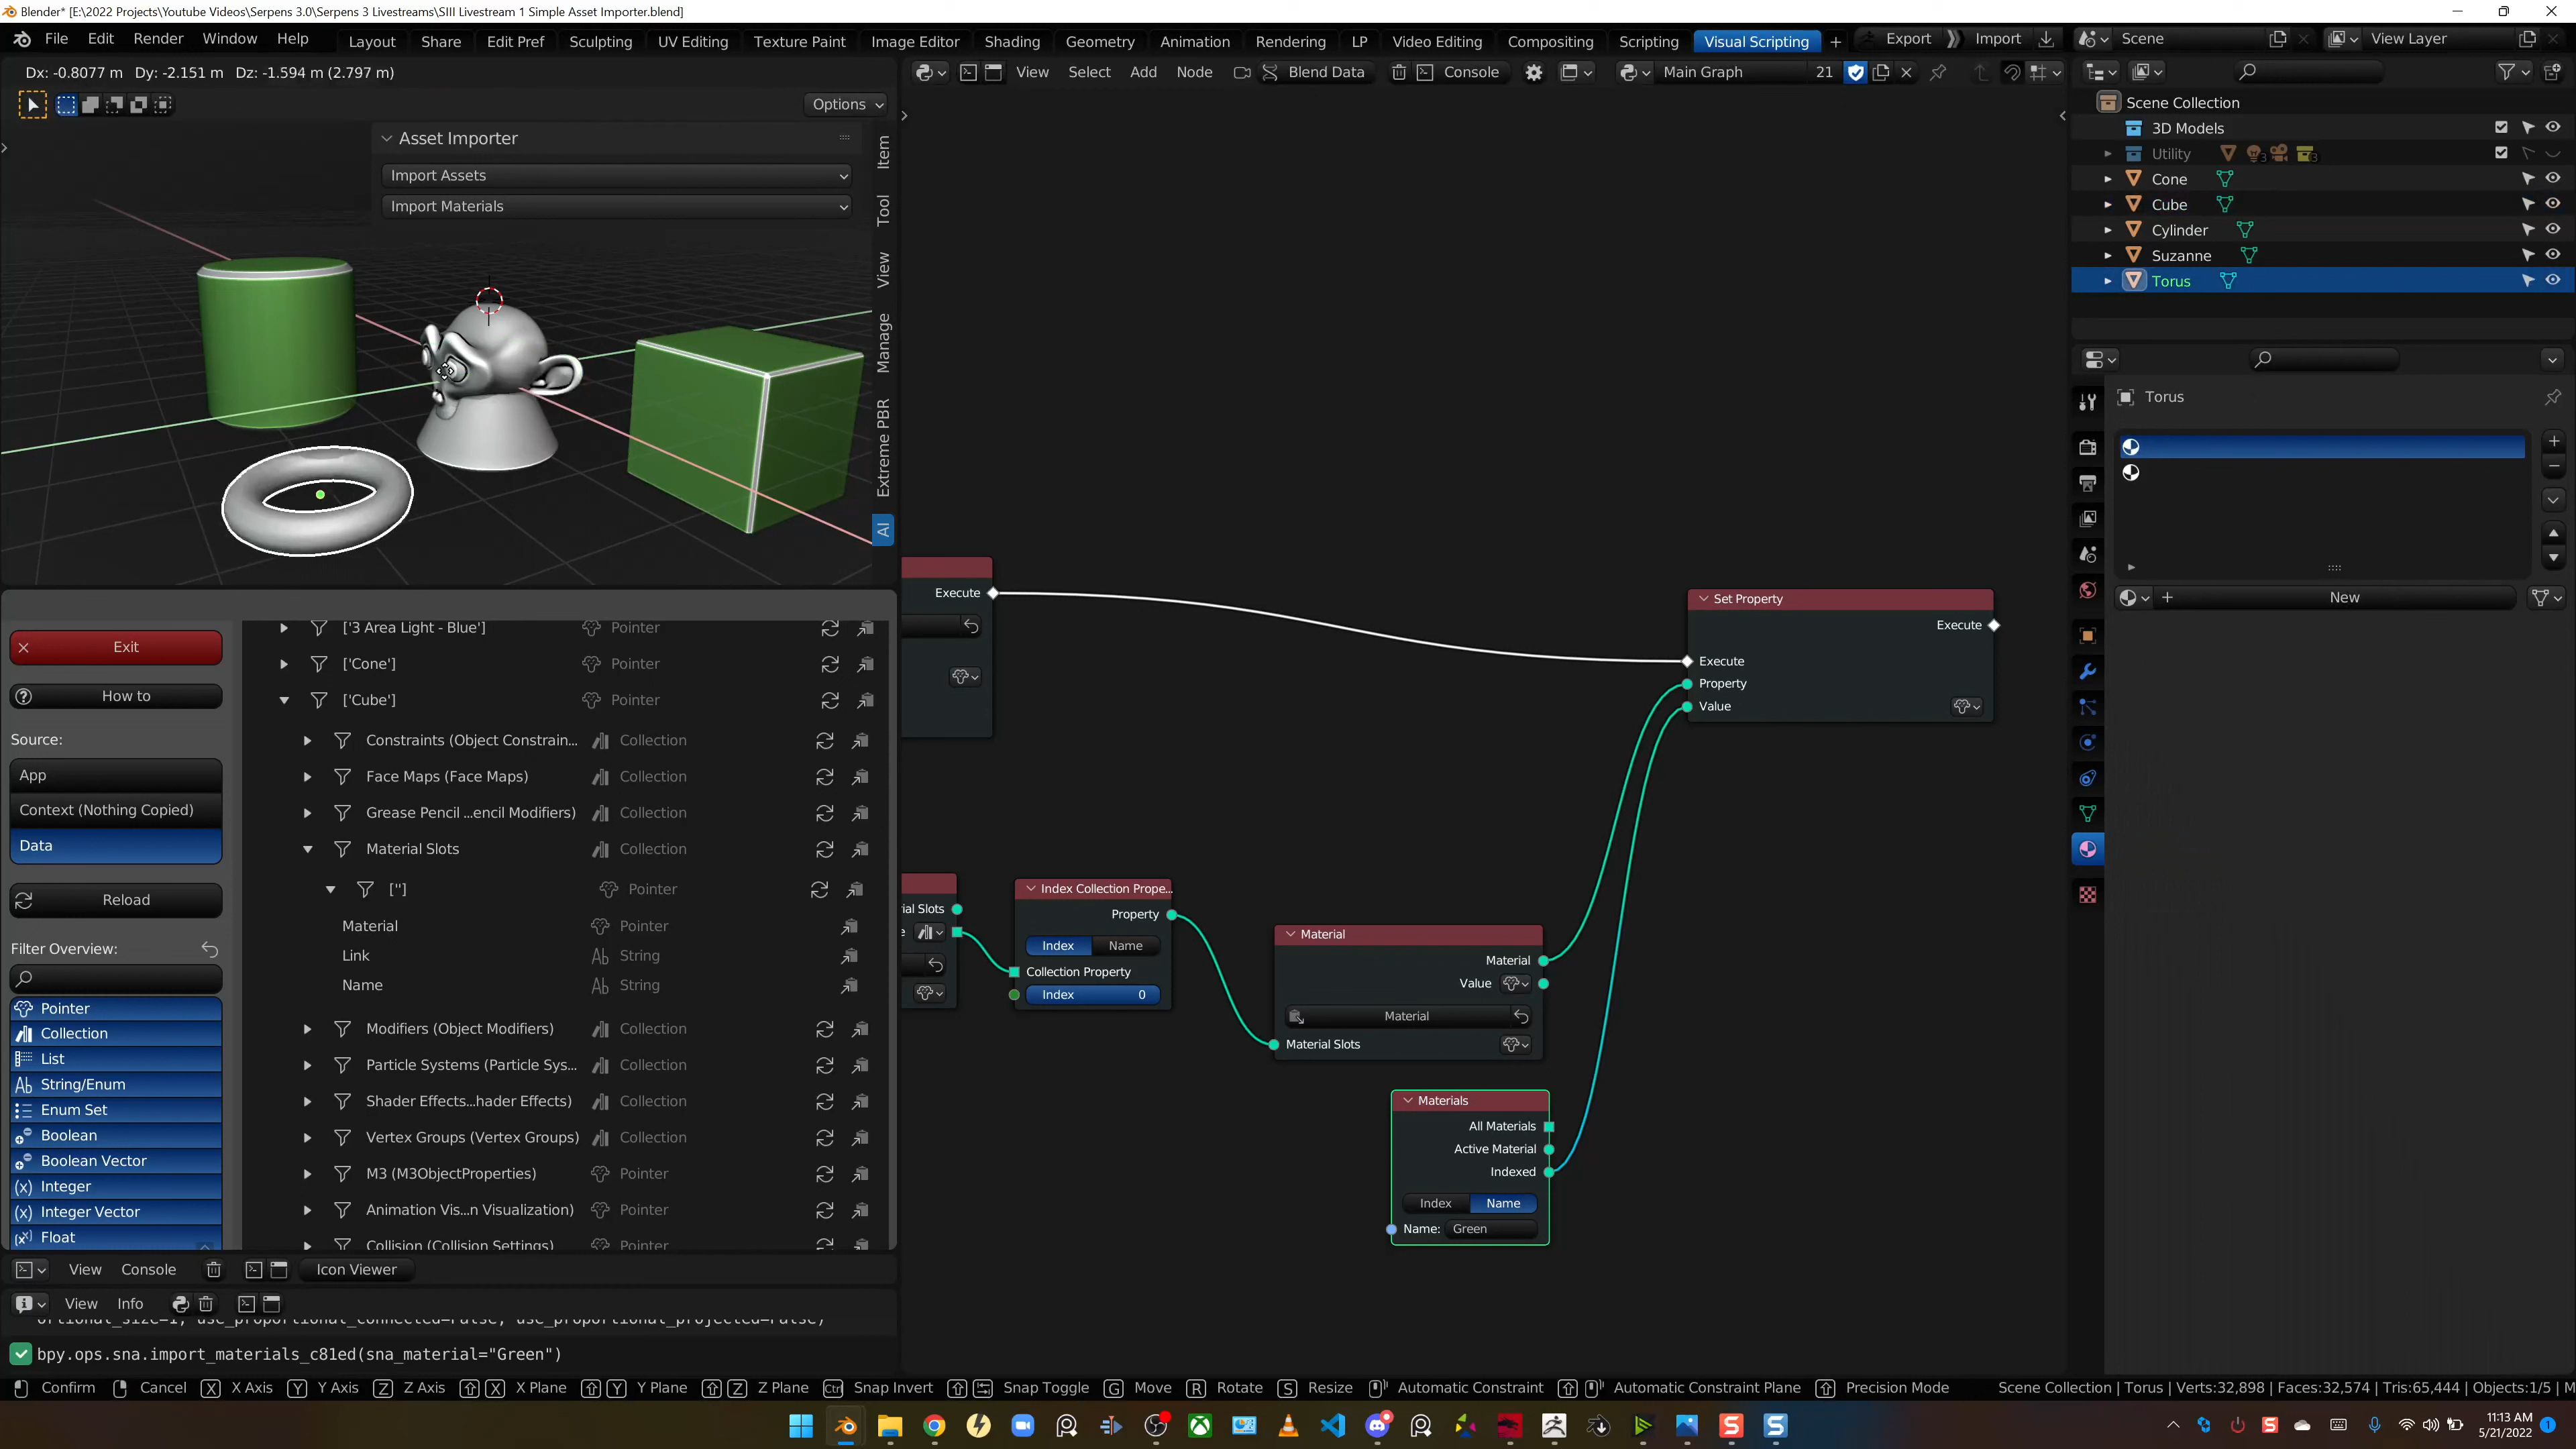 Blender* [E:\2022 Projects\Youtube Videos\Serpens 3.0\Serpens 3 Livestreams\SIII Livestream 1 Simple Asset Importer.blend]
File Edit Render Window Help Layout Share Edit Pref Sculpting UV Editing Texture Paint Image Editor Shading Geometry Animation Rendering LP Video Editing Compositing Scripting Visual Scripting + Export Import Scene View Layer
Dx: -0.8077 m Dy: -2.151 m Dz: -1.594 m (2.797 m)
View Select Add Node Blend Data Console Main Graph 21
Options
Asset Importer
Import Assets
Import Materials
Item
Tool
View
Manage
Extreme PBR
AI
Scene Collection
3D Models
Utility 3 3
Cone
Cube
Cylinder
Suzanne
Torus
Torus
New
Execute
Set Property
Execute
Execute
Property
Value
ial Slots
e
Index Collection Prope...
Property
Index Name
Collection Property
Index 0
Material
Material
Value
Material
Material Slots
Materials
All Materials
Active Material
Indexed
Index Name
Name: Green
Exit
How to
Source:
App
Context (Nothing Copied)
Data
Reload
Filter Overview:
Pointer
Collection
List
String/Enum
Enum Set
Boolean
Boolean Vector
Integer
Integer Vector
Float
['3 Area Light - Blue'] Pointer
['Cone'] Pointer
['Cube'] Pointer
Constraints (Object Constrain... Collection
Face Maps (Face Maps) Collection
Grease Pencil ...encil Modifiers) Collection
Material Slots Collection
[''] Pointer
Material Pointer
Link String
Name String
Modifiers (Object Modifiers) Collection
Particle Systems (Particle Sys... Collection
Shader Effects...hader Effects) Collection
Vertex Groups (Vertex Groups) Collection
M3 (M3ObjectProperties) Pointer
Animation Vis...n Visualization) Pointer
Collision (Collision Settings) Pointer
View Console Icon Viewer
View Info
ortional_size=1, use_proportional_connected=False, use_proportional_projected=False)
bpy.ops.sna.import_materials_c81ed(sna_material="Green")
Confirm Cancel X X Axis Y Y Axis Z Z Axis X X Plane Y Y Plane Z Z Plane Ctrl Snap Invert Snap Toggle G Move R Rotate S Resize Automatic Constraint Automatic Constraint Plane Precision Mode Scene Collection | Torus | Verts:32,898 | Faces:32,574 | Tris:65,444 | Objects:1/5 | M
11:13 AM
5/21/2022
1